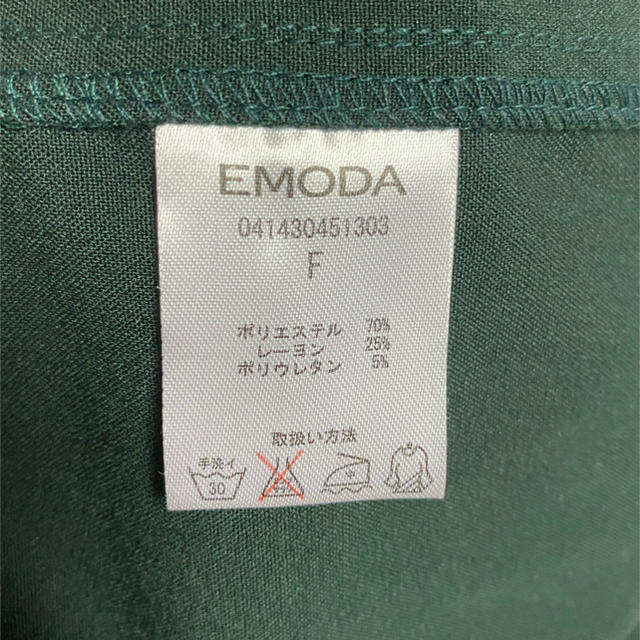 EMODA
041430451303
F
ポリエステル 70%
レーヨン 25%
ポリウレタン 5%
取扱い方法
手洗イ
30